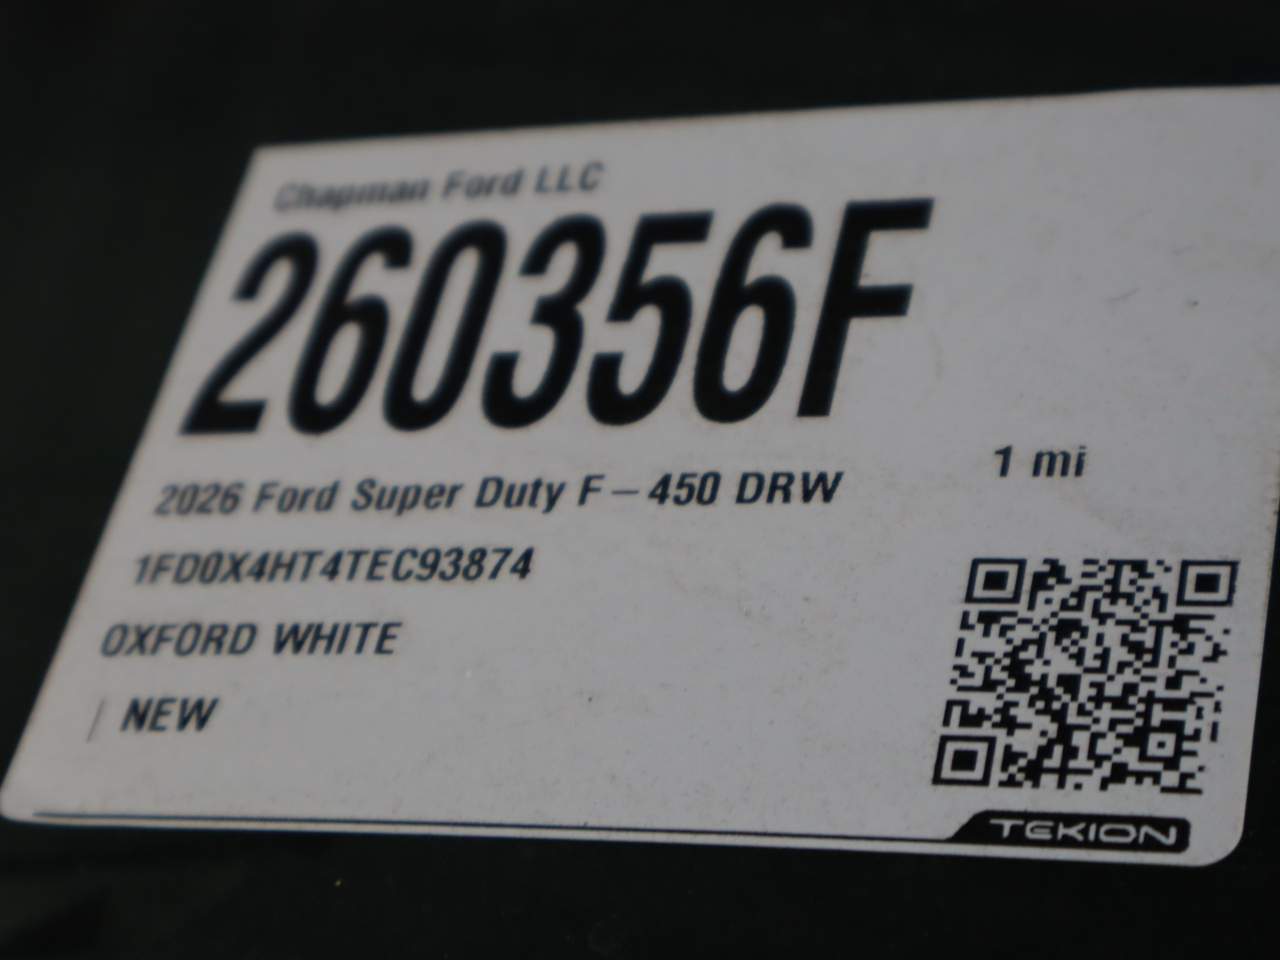 Chapman Ford LLC
260356F
2026 Ford Super Duty F-450 DRW
1 mi
1FD0X4HT4TEC93874
OXFORD WHITE
| NEW
TEKION